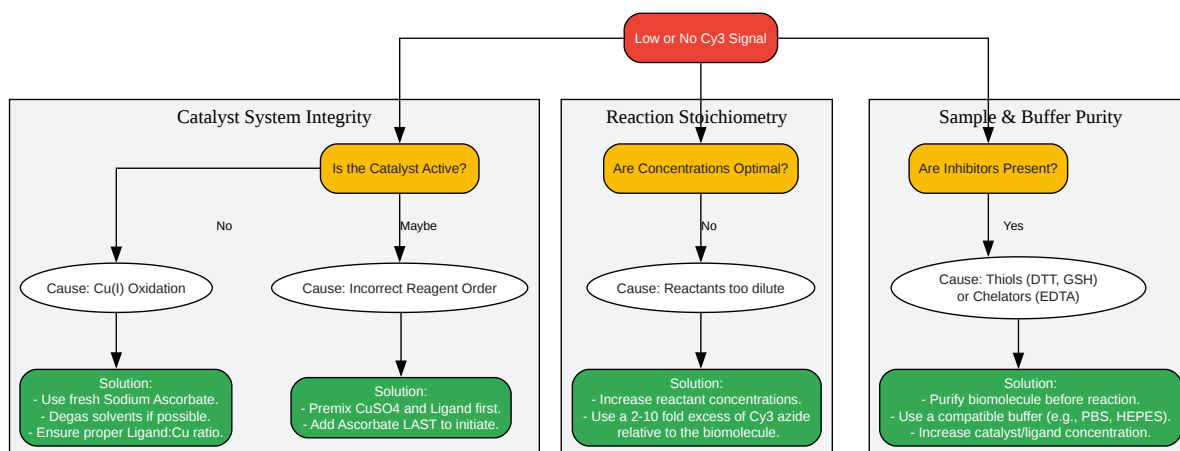 Low or No Cy3 Signal
Catalyst System Integrity
Reaction Stoichiometry
Sample & Buffer Purity
Is the Catalyst Active?
Are Concentrations Optimal?
Are Inhibitors Present?
No
Maybe
No
Yes
Cause: Cu(I) Oxidation
Cause: Incorrect Reagent Order
Cause: Reactants too dilute
Cause: Thiols (DTT, GSH)
or Chelators (EDTA)
Solution:
- Use fresh Sodium Ascorbate.
- Degas solvents if possible.
- Ensure proper Ligand:Cu ratio.
Solution:
- Premix CuSO4 and Ligand first.
- Add Ascorbate LAST to initiate.
Solution:
- Increase reactant concentrations.
- Use a 2-10 fold excess of Cy3 azide
relative to the biomolecule.
Solution:
- Purify biomolecule before reaction.
- Use a compatible buffer (e.g., PBS, HEPES).
- Increase catalyst/ligand concentration.